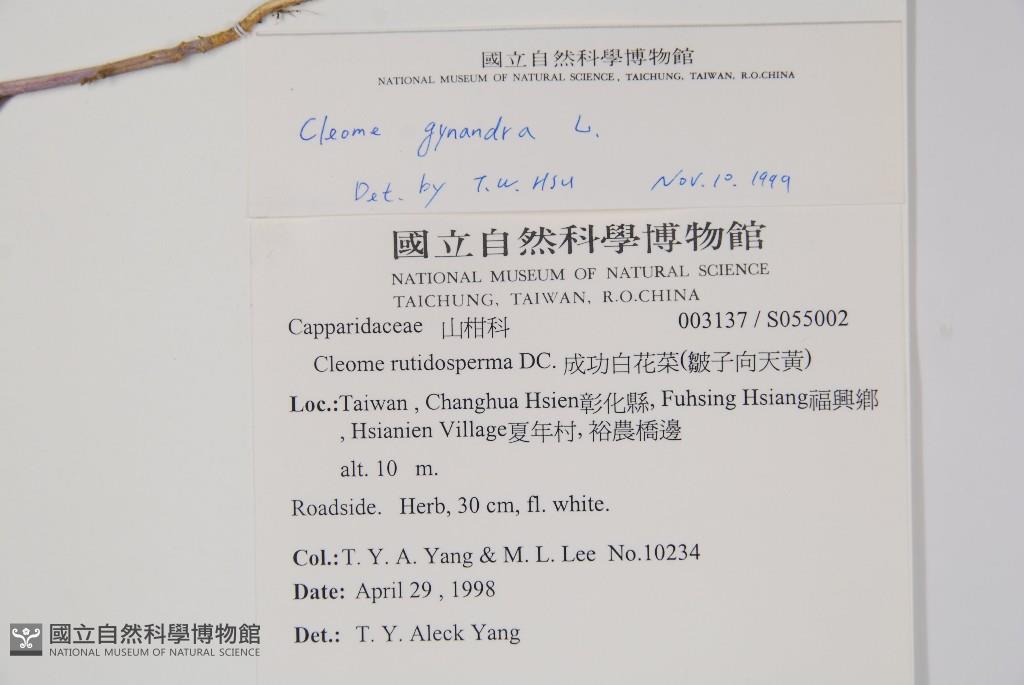 國立自然科學博物館
NATIONAL MUSEUM OF NATURAL SCIENCE, TAICHUNG, TAIWAN, R.O.CHINA
Cleome gynandra L.
Det. by T.W. Hsu Nov. 10. 1999
國立自然科學博物館
NATIONAL MUSEUM OF NATURAL SCIENCE
TAICHUNG, TAIWAN, R.O.CHINA
Capparidaceae 山柑科 003137 / S055002
Cleome rutidosperma DC. 成功白花菜(皺子向天黃)
Loc.:Taiwan , Changhua Hsien彰化縣, Fuhsing Hsiang福興鄉
, Hsianien Village夏年村, 裕農橋邊
alt. 10 m.
Roadside. Herb, 30 cm, fl. white.
Col.:T. Y. A. Yang & M. L. Lee No.10234
Date: April 29 , 1998
Det.: T. Y. Aleck Yang
國立自然科學博物館
NATIONAL MUSEUM OF NATURAL SCIENCE